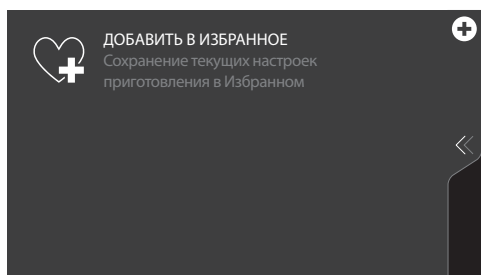 ДОБАВИТЬ В ИЗБРАННОЕ
Сохранение текущих настроек
приготовления в Избранном